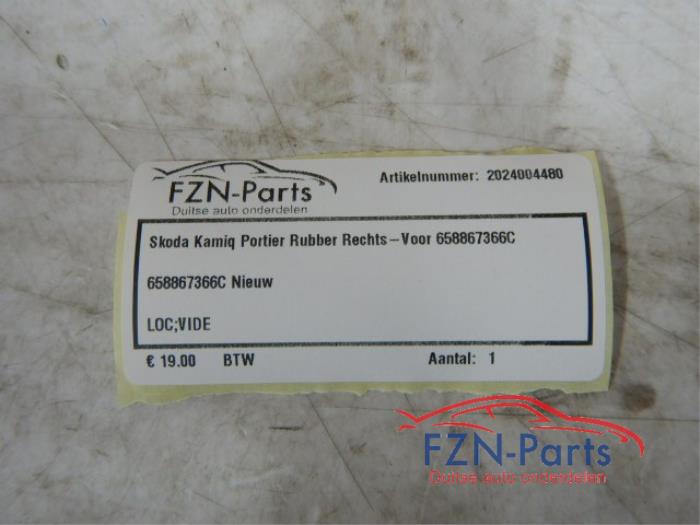 FZN-Parts
Duitse auto onderdelen
Artikelnummer: 2024004480
Skoda Kamiq Portier Rubber Rechts-Voor 658867366C
658867366C Nieuw
LOC;VIDE
€ 19.00 BTW Aantal: 1
FZN-Parts
Duitse auto onderdelen